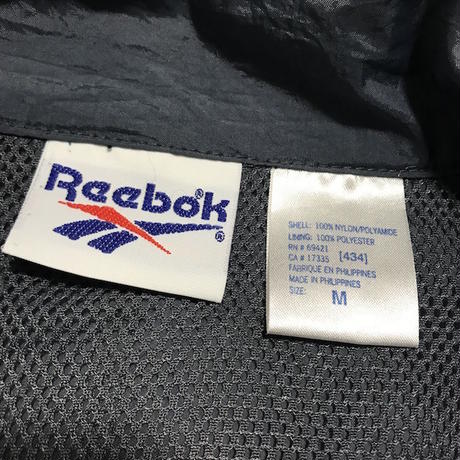 Reebok®
®
SHELL: 100% NYLON/POLYAMIDE
LINING: 100% POLYESTER
RN # 69421
CA # 17335 [434]
FABRIQUE EN PHILIPPINES
MADE IN PHILIPPINES
SIZE: M